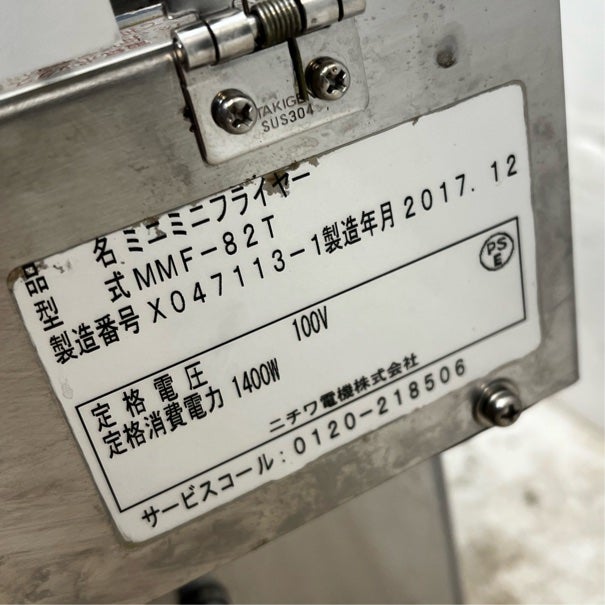 TAKIGEN
SUS304
品名 ミニミニフライヤー
型式 MMF-82T
製造番号 X047113-1 製造年月 2017.12
PSE
定格電圧 100V
定格消費電力 1400W
ニチワ電機株式会社
サービスコール:0120-218506